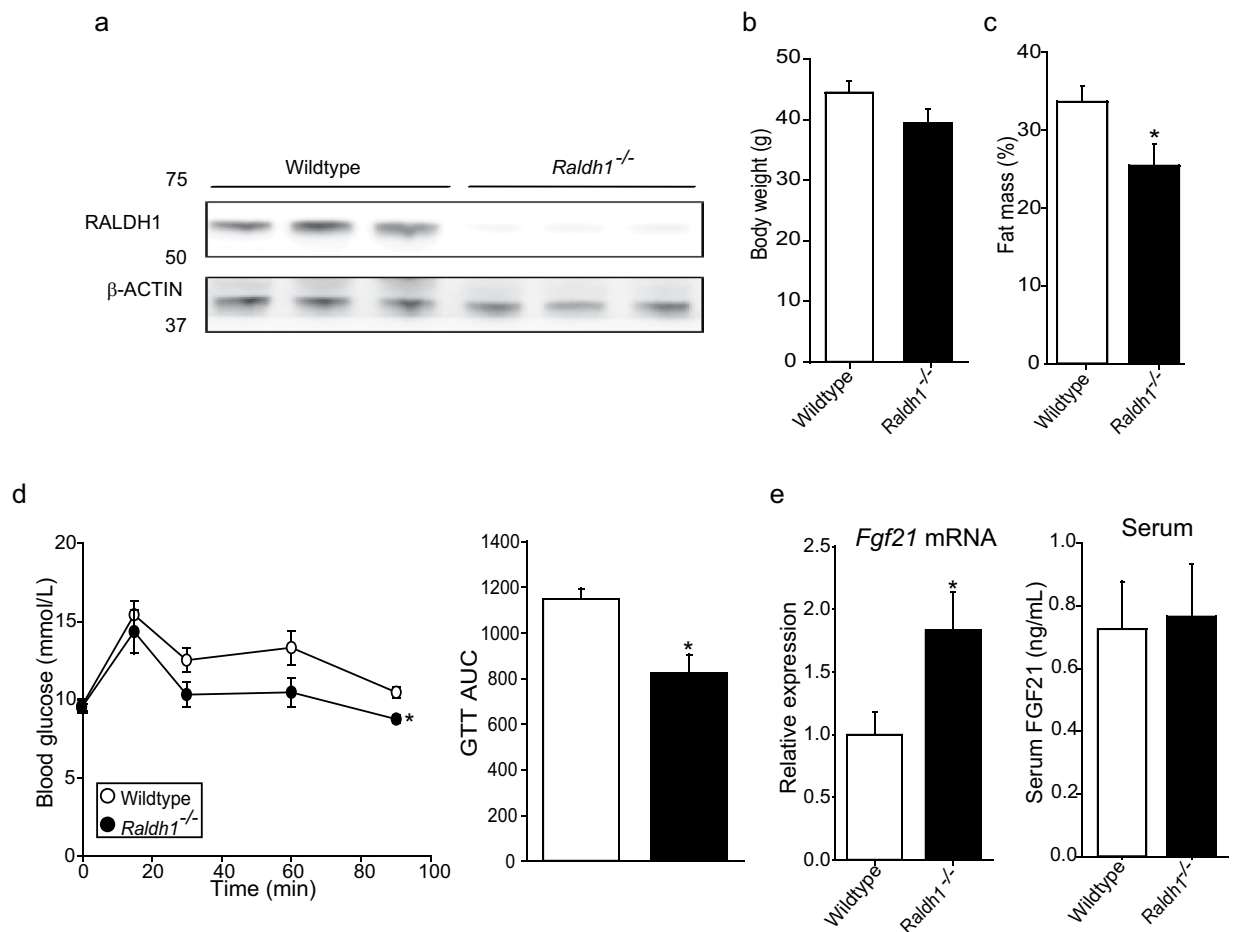 a
Wildtype
Raldh1-/-
75
RALDH1
50
β-ACTIN
37
b
Body weight (g)
50
40
30
20
10
0
Wildtype
Raldh1-/-
c
Fat mass (%)
40
30
20
10
0
*
Wildtype
Raldh1-/-
d
Blood glucose (mmol/L)
20
15
10
5
0
*
Wildtype
Raldh1-/-
0 20 40 60 80 100
Time (min)
GTT AUC
1400
1200
1000
800
600
400
200
0
*
e
Fgf21 mRNA
Relative expression
2.5
2.0
1.5
1.0
0.5
0.0
*
Wildtype
Raldh1-/-
Serum
Serum FGF21 (ng/mL)
1.0
0.8
0.6
0.4
0.2
0.0
Wildtype
Raldh1-/-